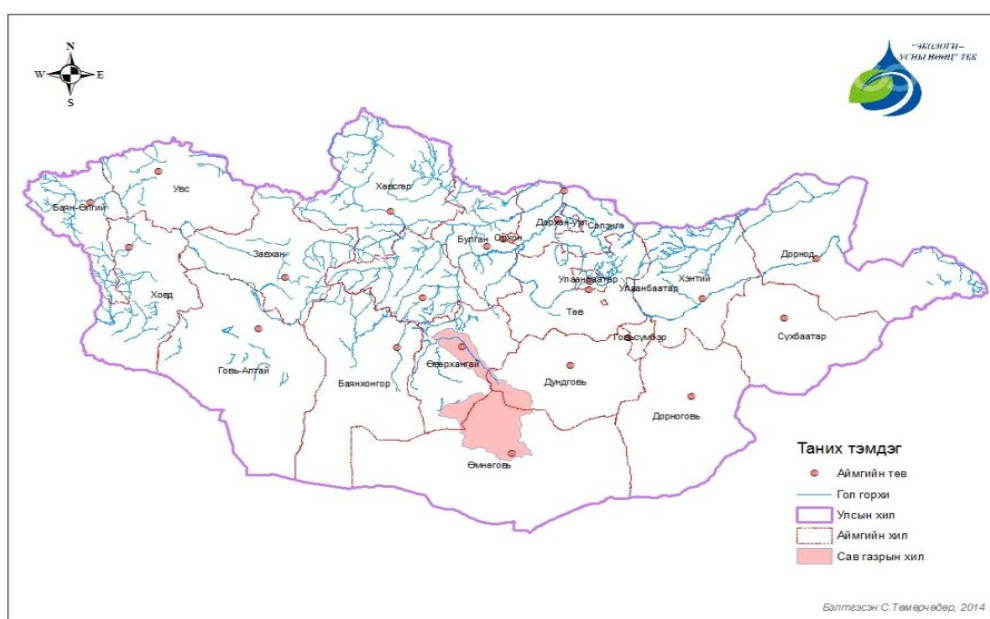 N
W E
S
"ЭКОЛОГИ–
УСНЫ НӨӨЦ" ТББ
Увс
Баян-Өлгий
Ховд
Завхан
Говь-Алтай
Хөвсгөл
Баянхонгор
Булган
Орхон
Дархан-Уул
Сэлэнгэ
Улаанбаатар
Улаанбаатар
Төв
Хэнтий
Дорнод
Сүхбаатар
Говьсүмбэр
Өвөрхангай
Дундговь
Дорноговь
Өмнөговь
Таних тэмдэг
Аймгийн төв
Гол горхи
Улсын хил
Аймгийн хил
Сав газрын хил
Бэлтгэсэн:С.Төмөрчөдөр, 2014